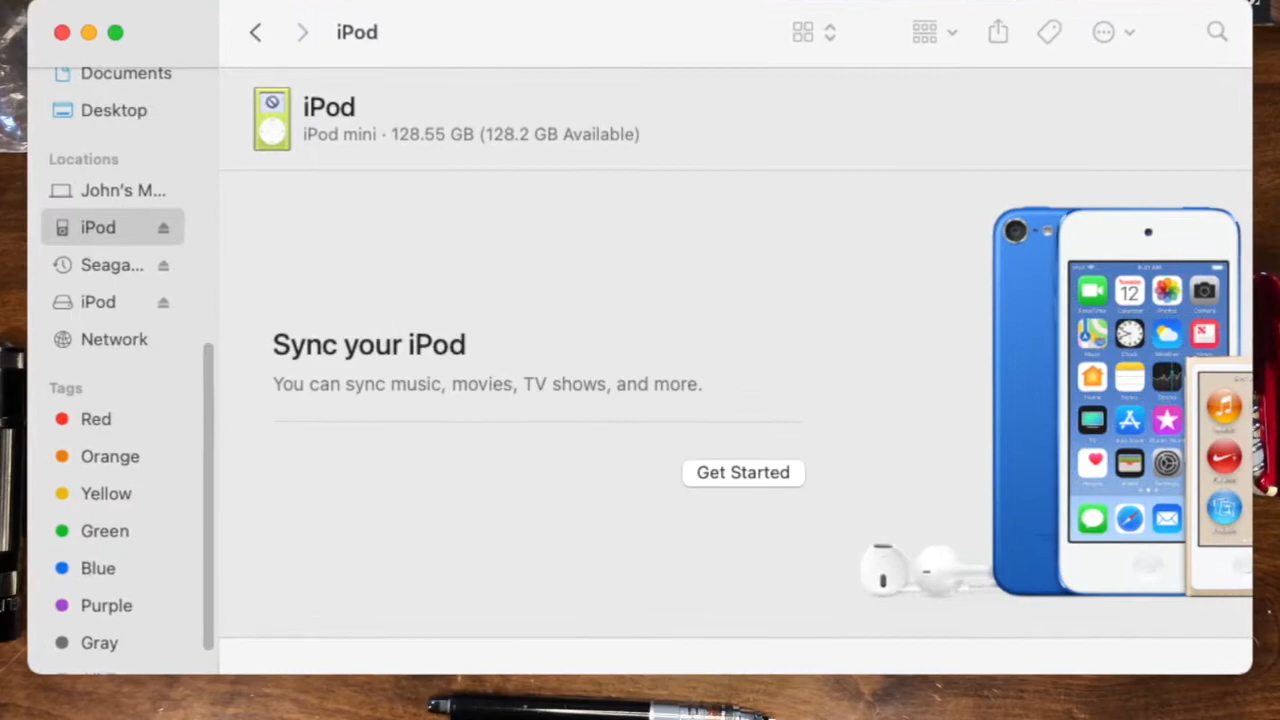 iPod
Documents
Desktop
Locations
John's M...
iPod
Seaga...
iPod
Network
Tags
Red
Orange
Yellow
Green
Blue
Purple
Gray
iPod
iPod mini · 128.55 GB (128.2 GB Available)
Sync your iPod
You can sync music, movies, TV shows, and more.
Get Started
Tuesday
12